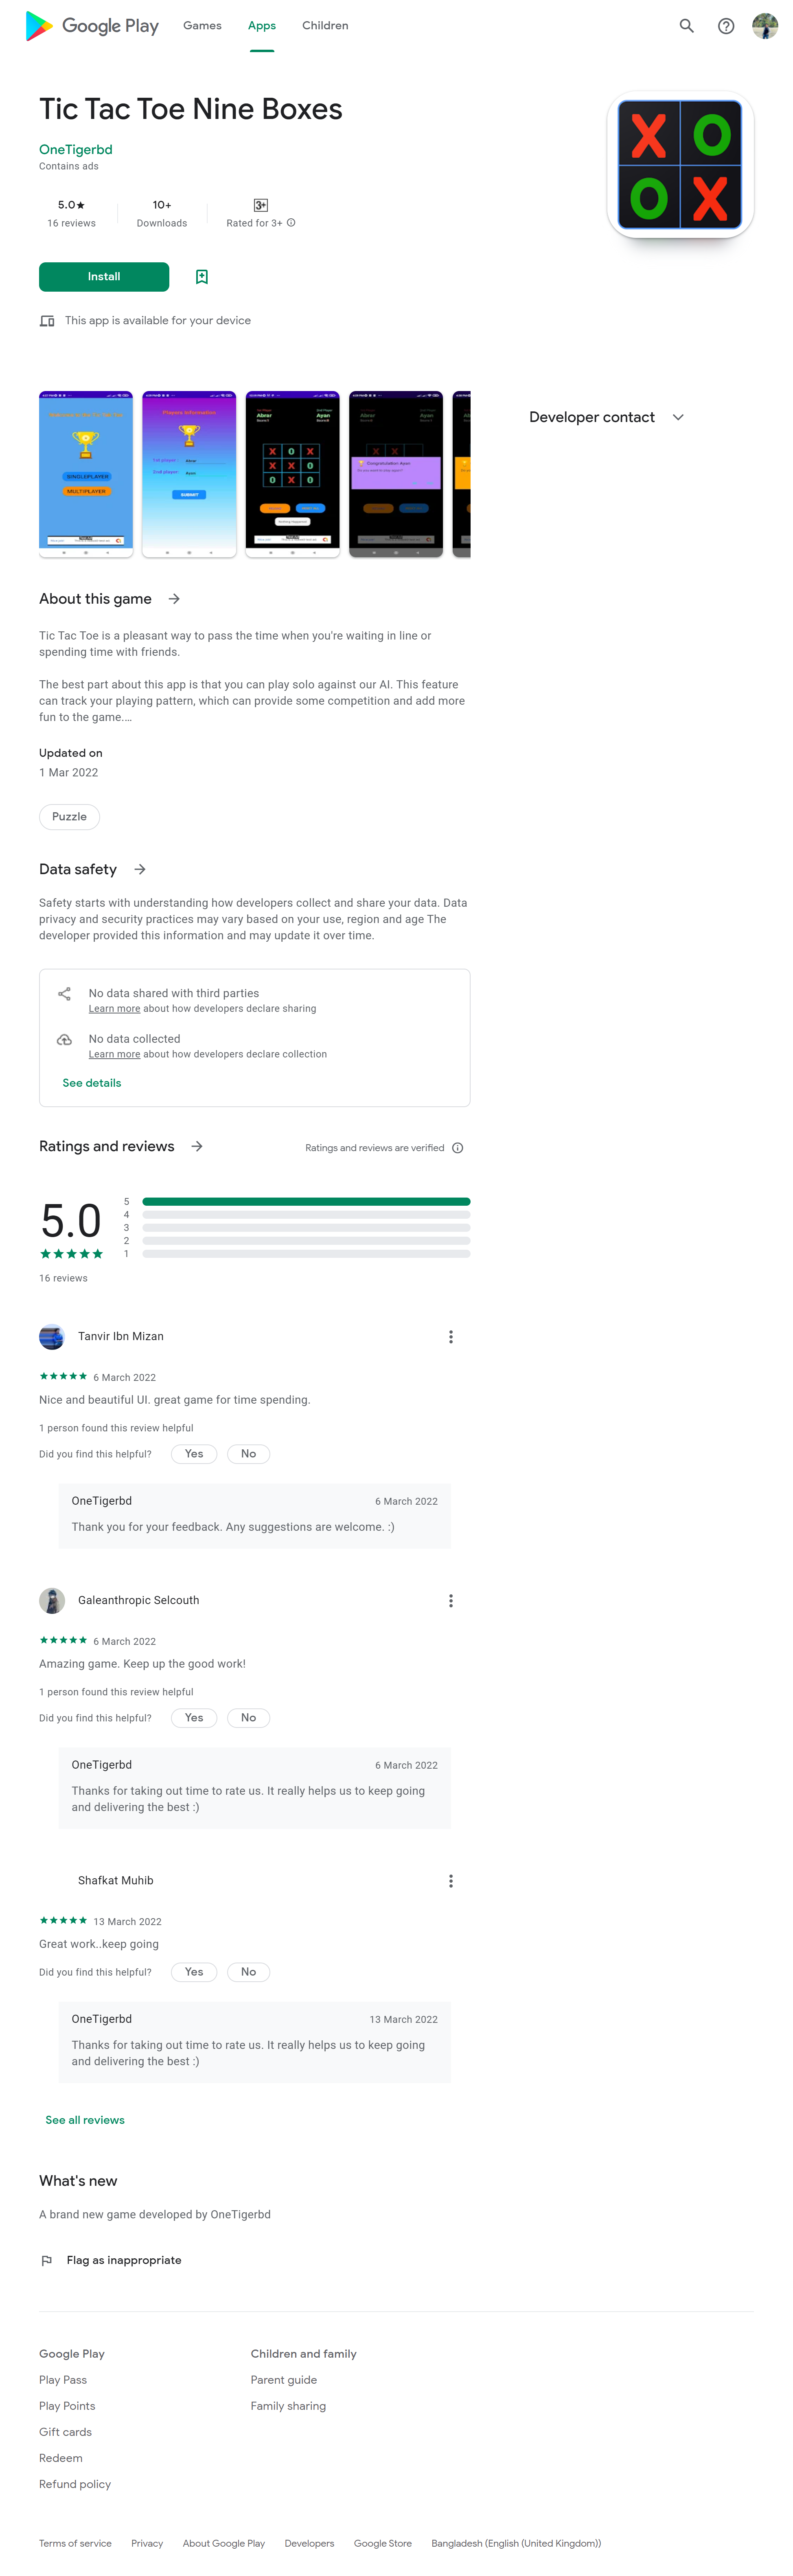 Google Play Games Apps Children
Tic Tac Toe Nine Boxes
OneTigerbd
Contains ads
5.0★ 10+ 3+
16 reviews Downloads Rated for 3+
X O
O X
Install
This app is available for your device
SINGLEPLAYER
MULTIPLAYER
Players Information
1st player : Abrar
2nd player : Ayan
SUBMIT
Abrar Ayan
X O X
X X O
O X O
Congratulation Ayan
Developer contact
About this game
Tic Tac Toe is a pleasant way to pass the time when you're waiting in line or
spending time with friends.
The best part about this app is that you can play solo against our AI. This feature
can track your playing pattern, which can provide some competition and add more
fun to the game.…
Updated on
1 Mar 2022
Puzzle
Data safety
Safety starts with understanding how developers collect and share your data. Data
privacy and security practices may vary based on your use, region and age The
developer provided this information and may update it over time.
No data shared with third parties
Learn more about how developers declare sharing
No data collected
Learn more about how developers declare collection
See details
Ratings and reviews Ratings and reviews are verified
5.0
5
4
3
2
1
16 reviews
Tanvir Ibn Mizan
6 March 2022
Nice and beautiful UI. great game for time spending.
1 person found this review helpful
Did you find this helpful? Yes No
OneTigerbd 6 March 2022
Thank you for your feedback. Any suggestions are welcome. :)
Galeanthropic Selcouth
6 March 2022
Amazing game. Keep up the good work!
1 person found this review helpful
Did you find this helpful? Yes No
OneTigerbd 6 March 2022
Thanks for taking out time to rate us. It really helps us to keep going
and delivering the best :)
Shafkat Muhib
13 March 2022
Great work..keep going
Did you find this helpful? Yes No
OneTigerbd 13 March 2022
Thanks for taking out time to rate us. It really helps us to keep going
and delivering the best :)
See all reviews
What's new
A brand new game developed by OneTigerbd
Flag as inappropriate
Google Play Children and family
Play Pass Parent guide
Play Points Family sharing
Gift cards
Redeem
Refund policy
Terms of service Privacy About Google Play Developers Google Store Bangladesh (English (United Kingdom))